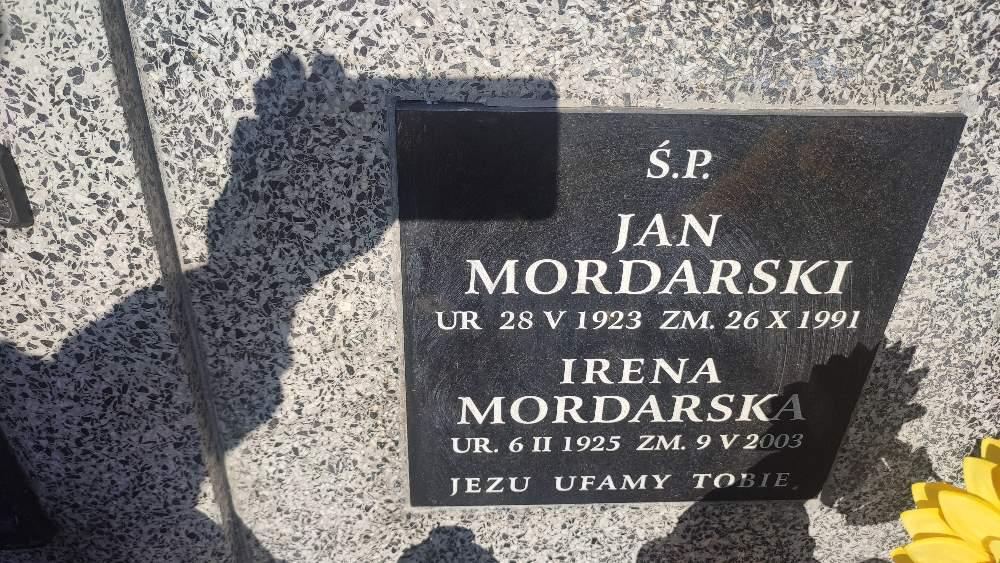 Ś.P.
JAN
MORDARSKI
UR 28 V 1923 ZM. 26 X 1991
IRENA
MORDARSKA
UR. 6 II 1925 ZM. 9 V 2003
JEZU UFAMY TOBIE